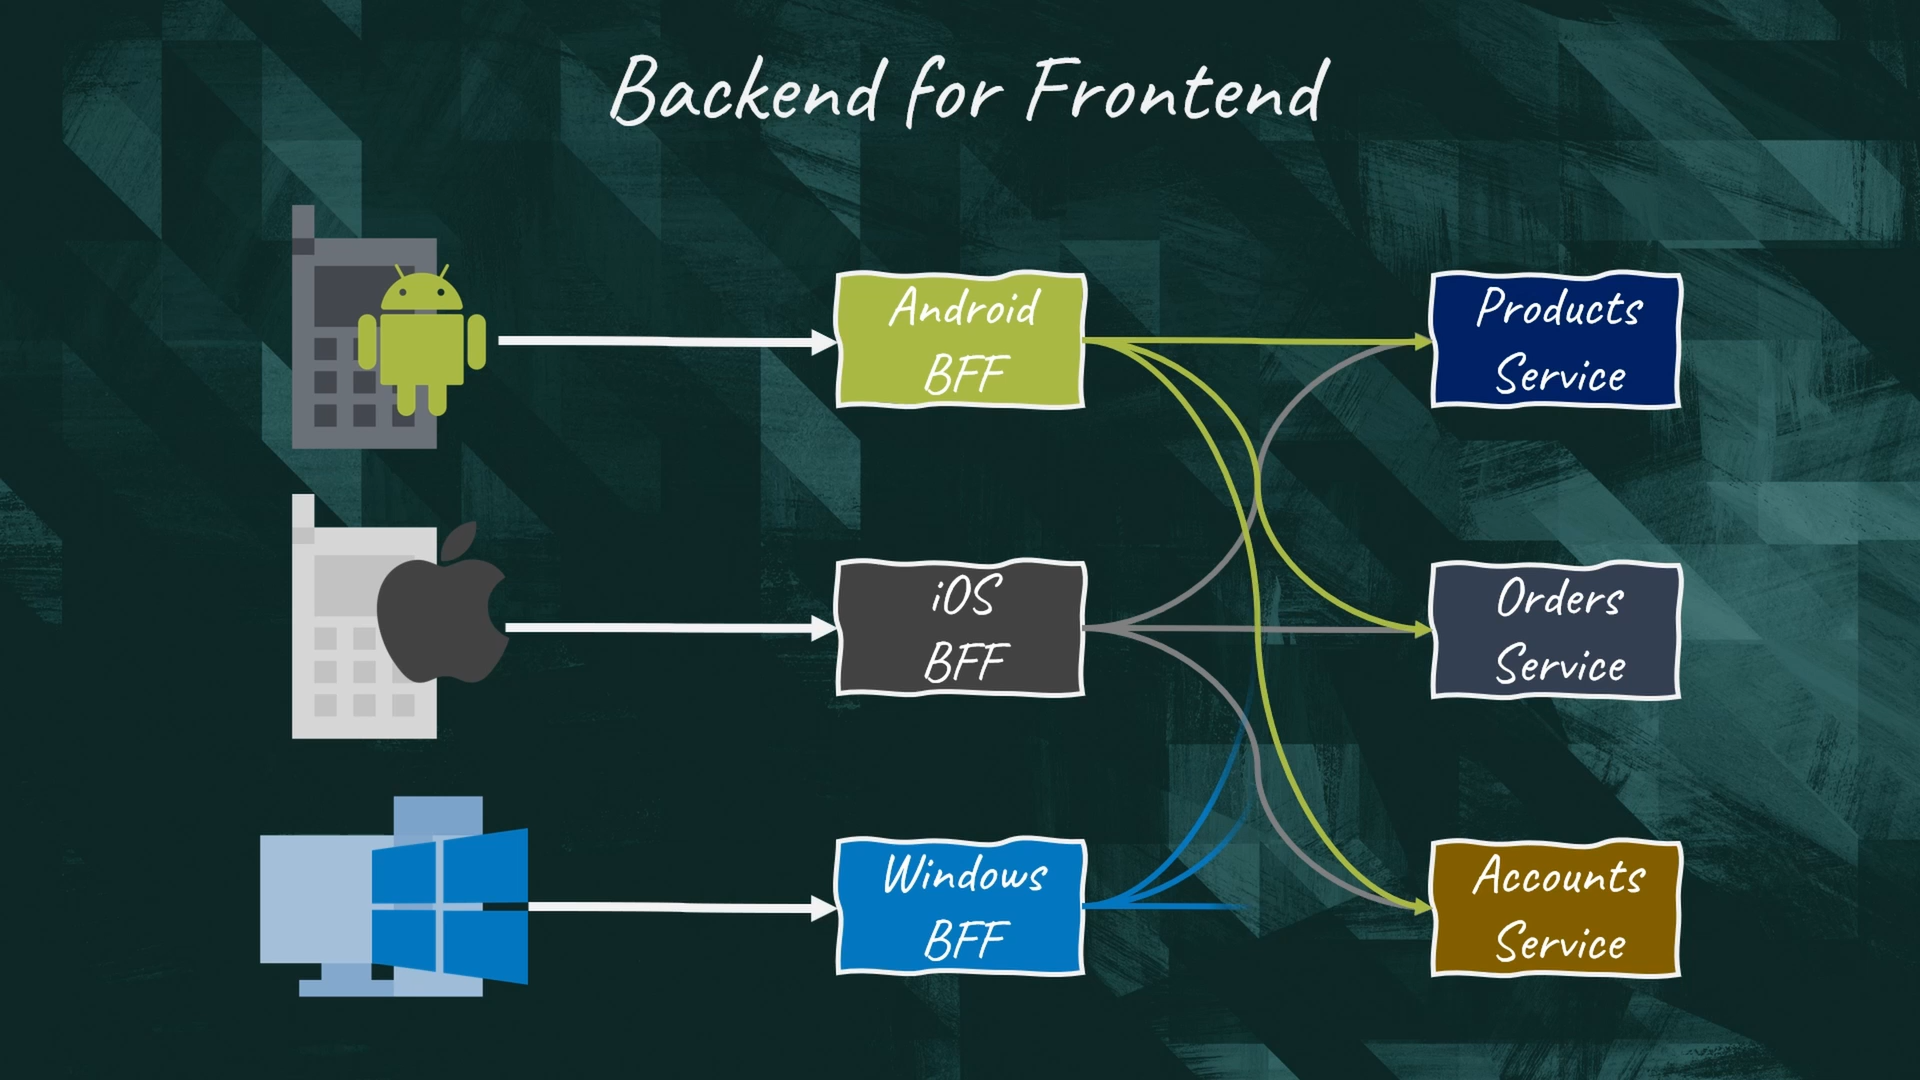 Backend for Frontend
Android
BFF
Products
Service
iOS
BFF
Orders
Service
Windows
BFF
Accounts
Service